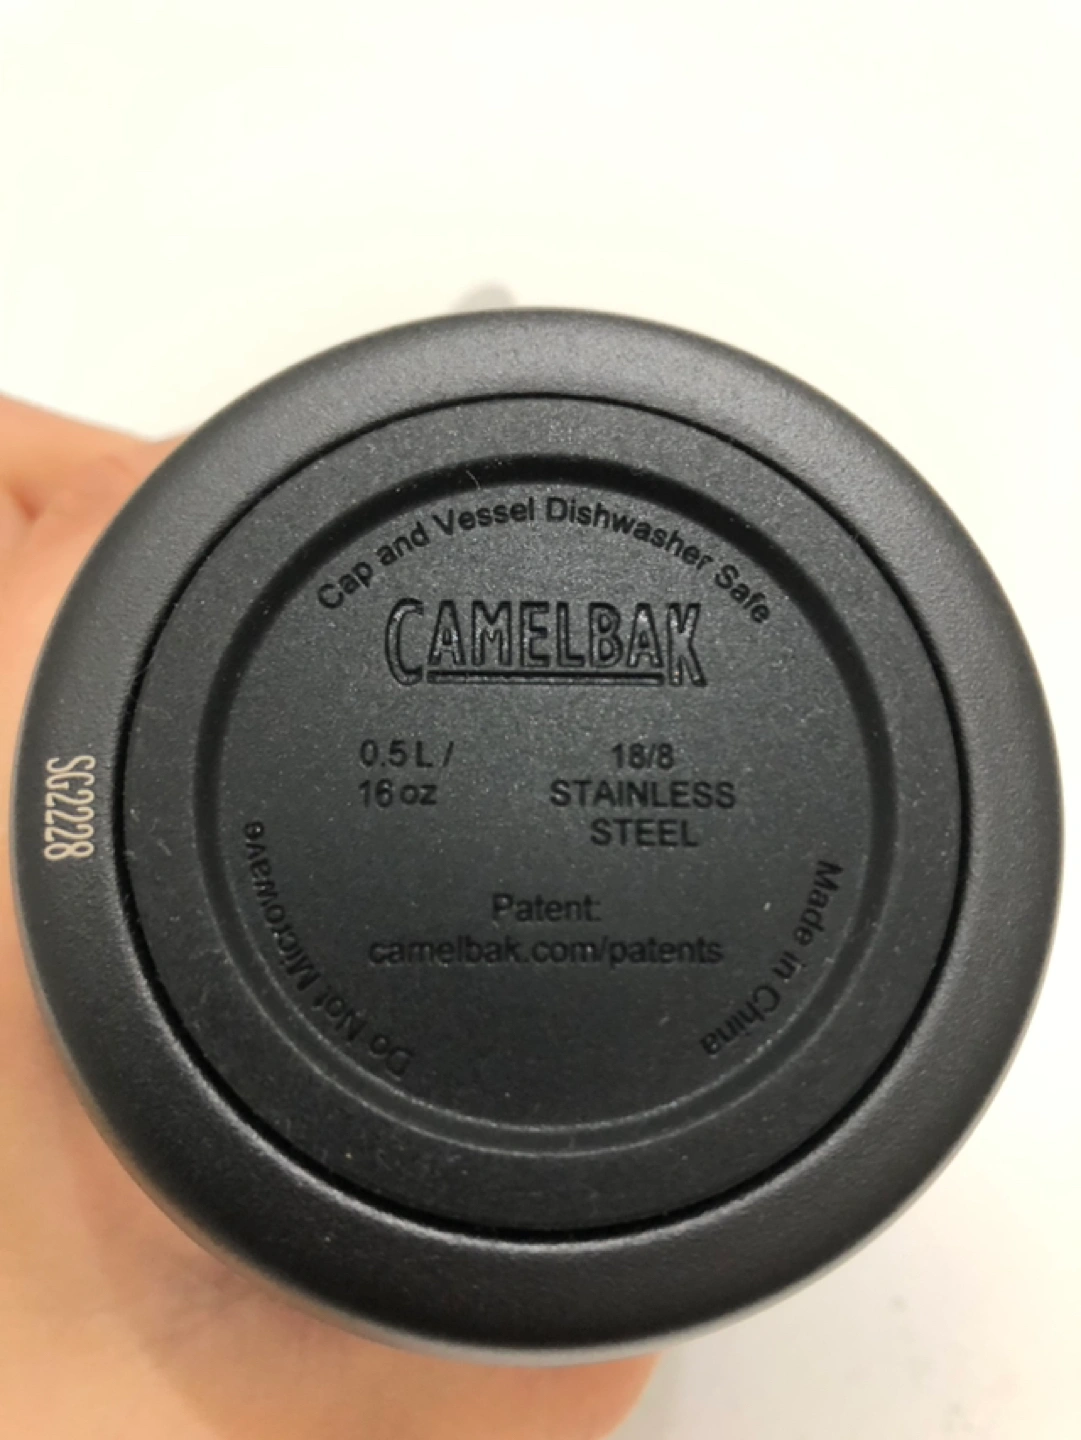 Cap and Vessel Dishwasher Safe
CAMELBAK
0.5 L /
16 oz
18/8
STAINLESS
STEEL
Patent:
camelbak.com/patents
Do Not Microwave
Made in China
SG2228